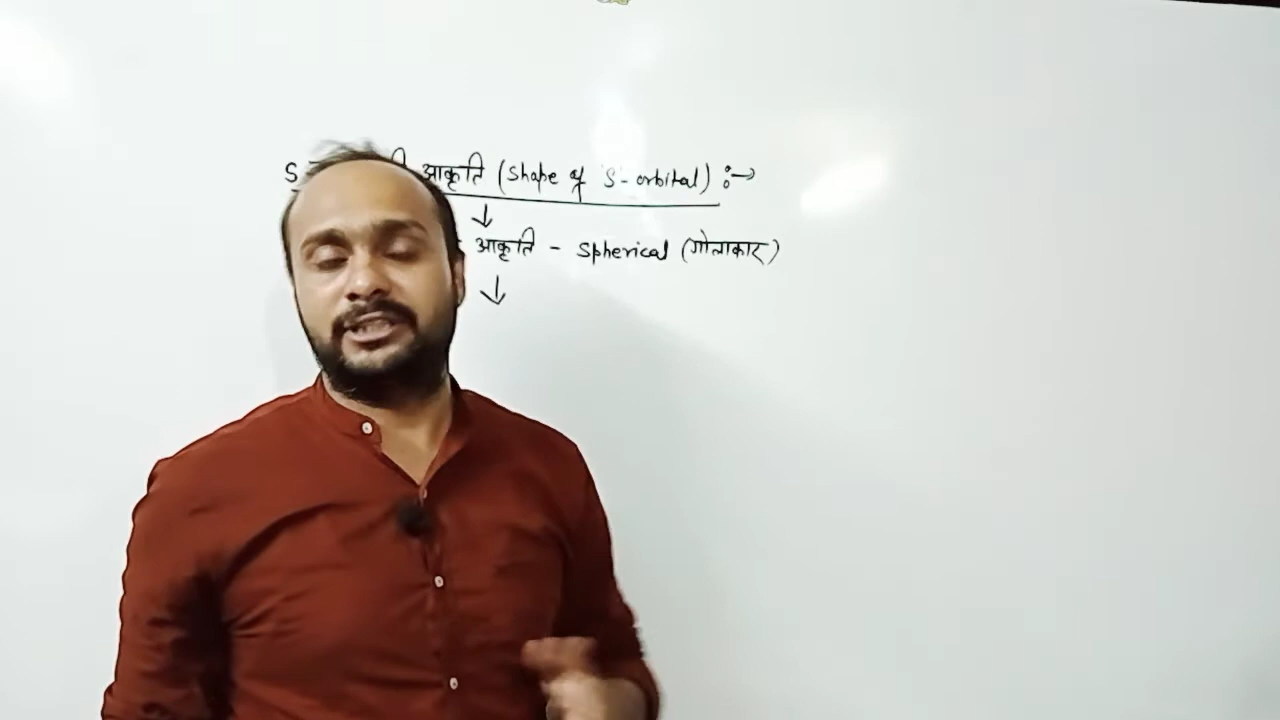 S आकृति (Shape of S-orbital) :→
↓
आकृति - Spherical (गोलाकार)
↓